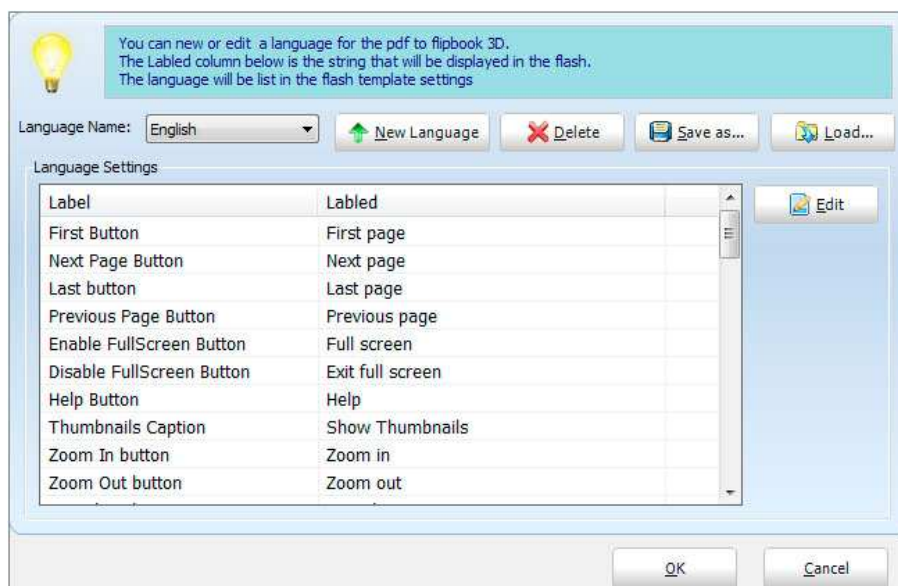 You can new or edit a language for the pdf to flipbook 3D.
The Labled column below is the string that will be displayed in the flash.
The language will be list in the flash template settings
Language Name: English New Language Delete Save as... Load...
Language Settings
Label Labled
Edit
First Button First page
Next Page Button Next page
Last button Last page
Previous Page Button Previous page
Enable FullScreen Button Full screen
Disable FullScreen Button Exit full screen
Help Button Help
Thumbnails Caption Show Thumbnails
Zoom In button Zoom in
Zoom Out button Zoom out
OK Cancel